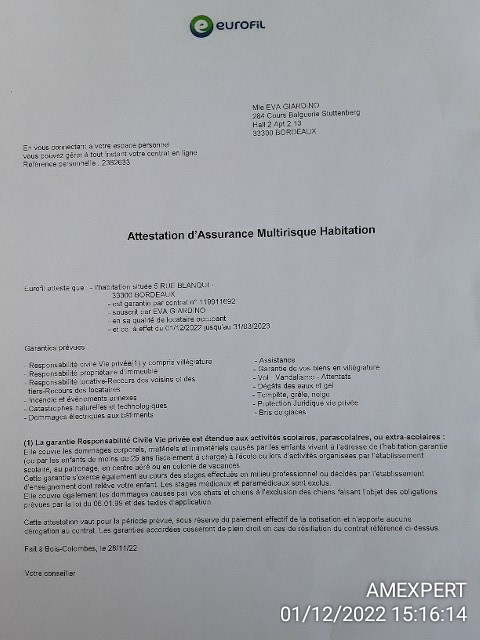 eurofil
Mle EVA GIARDINO
284 Cours Balguerie Stuttenberg
Hall 2 Apt 2.13
33300 BORDEAUX
En vous connectant à votre espace personnel
vous pouvez gérer à tout instant votre contrat en ligne
Référence personnelle : 2362633
Attestation d'Assurance Multirisque Habitation
Eurofil atteste que - l'habitation située 5 RUE BLANQUI
33300 BORDEAUX
- est garantie par contrat n° 119911692
- souscrit par EVA GIARDINO
- en sa qualité de locataire occupant
- et ce à effet du 01/12/2022 jusqu'au 31/03/2023
Garanties prévues
- Responsabilité civile Vie privée(1) y compris villégiature
- Responsabilité propriétaire d'immeuble
- Responsabilité locative-Recours des voisins et des
tiers-Recours des locataires
- Incendie et événements annexes
- Catastrophes naturelles et technologiques
- Dommages électriques aux bâtiments
- Assistance
- Garantie de vos biens en villégiature
- Vol - Vandalisme - Attentats
- Dégâts des eaux et gel
- Tempête, grêle, neige
- Protection Juridique vie privée
- Bris de glaces
(1) La garantie Responsabilité Civile Vie privée est étendue aux activités scolaires, parascolaires, ou extra-scolaires :
Elle couvre les dommages corporels, matériels et immatériels causés par les enfants vivant à l'adresse de l'habitation garantie
(ou par les enfants de moins de 25 ans fiscalement à charge) à l'école ou lors d'activités organisées par l'établissement
scolaire, au patronage, en centre aéré ou en colonie de vacances.
Cette garantie s'exerce également au cours des stages effectués en milieu professionnel ou décidés par l'établissement
d'enseignement dont relève votre enfant. Les stages médicaux et paramédicaux sont exclus.
Elle couvre également les dommages causés par vos chats et chiens à l'exclusion des chiens faisant l'objet des obligations
prévues par la loi du 06.01.99 et des textes d'application.
Cette attestation vaut pour la période prévue, sous réserve du paiement effectif de la cotisation et n'apporte aucune
dérogation au contrat. Les garanties accordées cesseront de plein droit en cas de résiliation du contrat référencé ci-dessus.
Fait à Bois-Colombes, le 28/11/22
Votre conseiller
AMEXPERT
01/12/2022 15:16:14